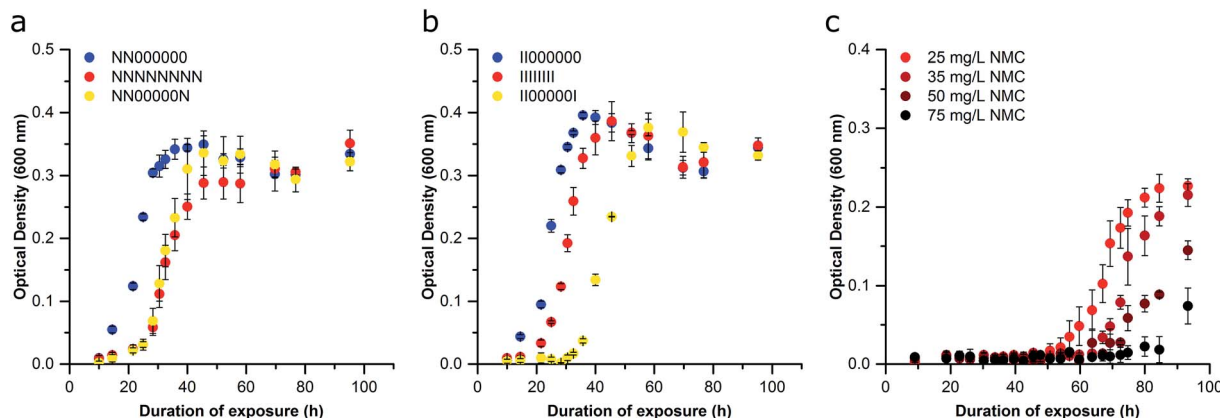 a
NN000000
NNNNNNNN
NN00000N
Optical Density (600 nm)
0.5
0.4
0.3
0.2
0.1
0.0
0 20 40 60 80 100
Duration of exposure (h)
b
II000000
IIIIIIII
II00000I
Optical Density (600 nm)
0.5
0.4
0.3
0.2
0.1
0.0
0 20 40 60 80 100
Duration of exposure (h)
c
25 mg/L NMC
35 mg/L NMC
50 mg/L NMC
75 mg/L NMC
Optical Density (600 nm)
0.4
0.3
0.2
0.1
0.0
0 20 40 60 80 100
Duration of exposure (h)